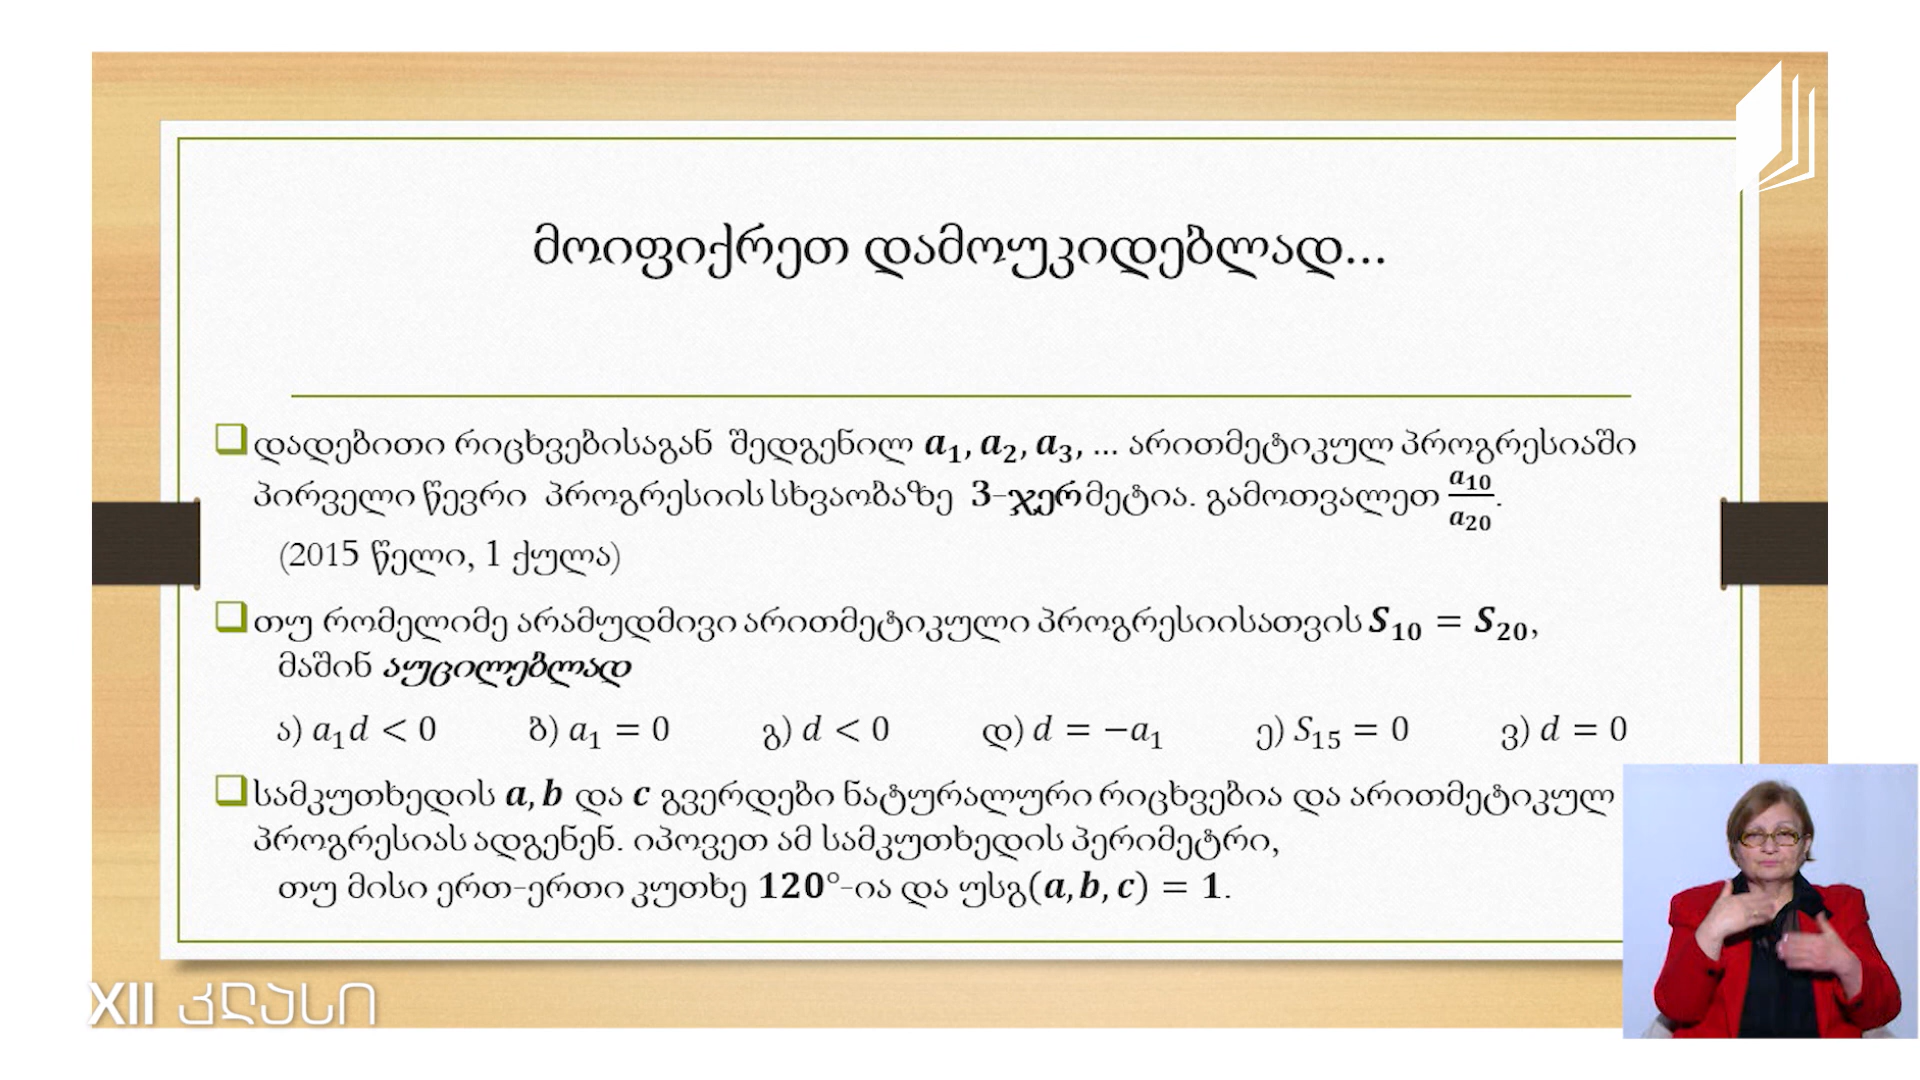 მოიფიქრეთ დამოუკიდებლად...
დადებითი რიცხვებისაგან შედგენილ a₁, a₂, a₃, ... არითმეტიკულ პროგრესიაში
პირველი წევრი პროგრესიის სხვაობაზე 3-ჯერ მეტია. გამოთვალეთ a₁₀/a₂₀.
(2015 წელი, 1 ქულა)
თუ რომელიმე არამუდმივი არითმეტიკული პროგრესიისათვის S₁₀ = S₂₀,
მაშინ აუცილებლად
ა) a₁d < 0 ბ) a₁ = 0 გ) d < 0 დ) d = −a₁ ე) S₁₅ = 0 ვ) d = 0
სამკუთხედის a, b და c გვერდები ნატურალური რიცხვებია და არითმეტიკულ
პროგრესიას ადგენენ. იპოვეთ ამ სამკუთხედის პერიმეტრი,
თუ მისი ერთ-ერთი კუთხე 120°-ია და უსგ(a, b, c) = 1.
XII კლასი